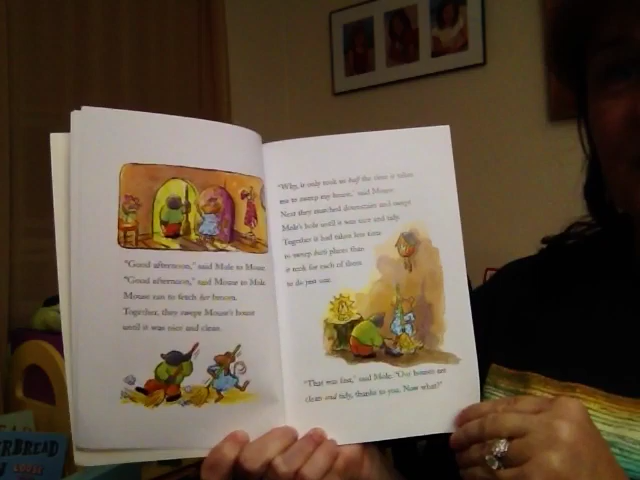 "Good afternoon," said Mole to Mouse.
"Good afternoon," said Mouse to Mole.
Mouse ran to fetch her broom.
Together, they swept Mouse's house
until it was nice and clean.
"Why, it only took us half the time it takes
me to sweep my house," said Mouse.
Next they marched downstairs and swept
Mole's hole until it was nice and tidy.
Together it had taken less time
to sweep both places than
it took for each of them
to do just one.
"That was fast," said Mole. "Our houses are
clean and tidy, thanks to you. Now what?"
ERBREAD
LOOSE